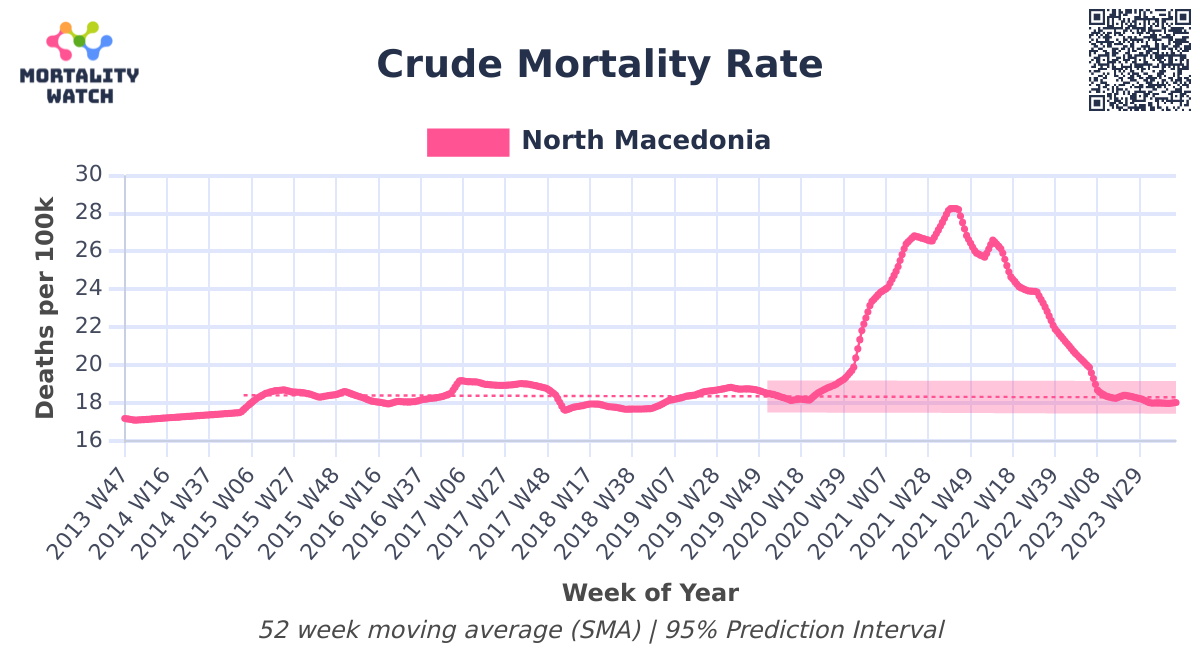 MORTALITY
WATCH
Crude Mortality Rate
North Macedonia
Deaths per 100k
30
28
26
24
22
20
18
16
2013 W47
2014 W16
2014 W37
2015 W06
2015 W27
2015 W48
2016 W16
2016 W37
2017 W06
2017 W27
2017 W48
2018 W17
2018 W38
2019 W07
2019 W28
2019 W49
2020 W18
2020 W39
2021 W07
2021 W28
2021 W49
2022 W18
2022 W39
2023 W08
2023 W29
Week of Year
52 week moving average (SMA) | 95% Prediction Interval